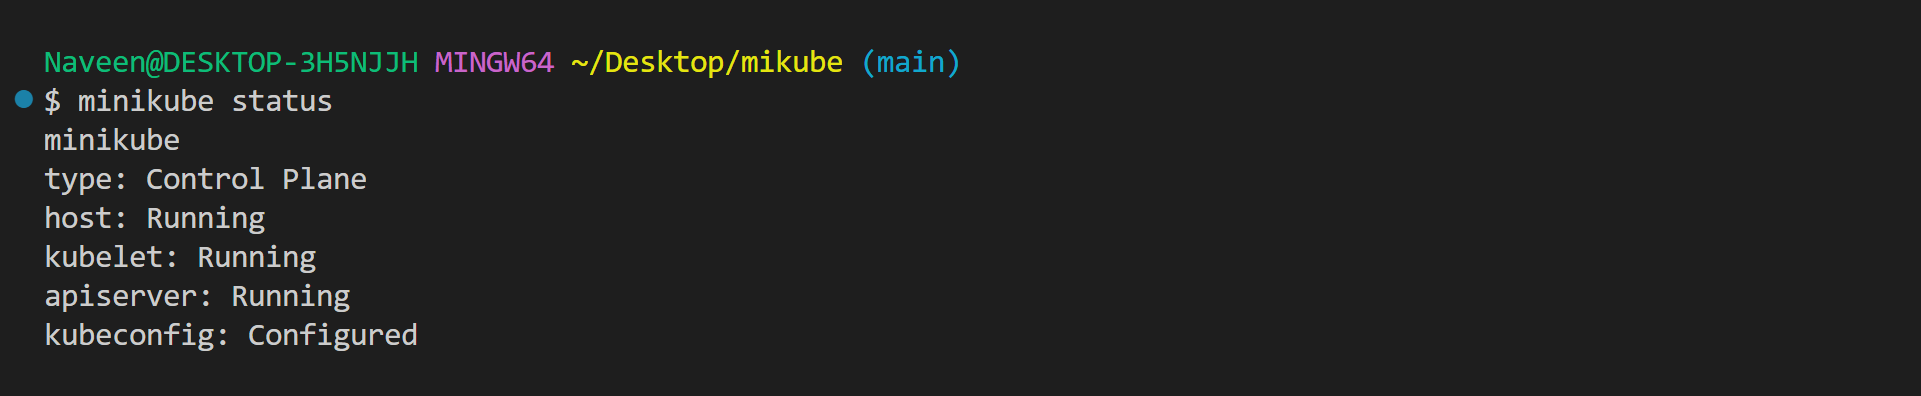 Naveen@DESKTOP-3H5NJJH MINGW64 ~/Desktop/mikube (main)
$ minikube status
minikube
type: Control Plane
host: Running
kubelet: Running
apiserver: Running
kubeconfig: Configured